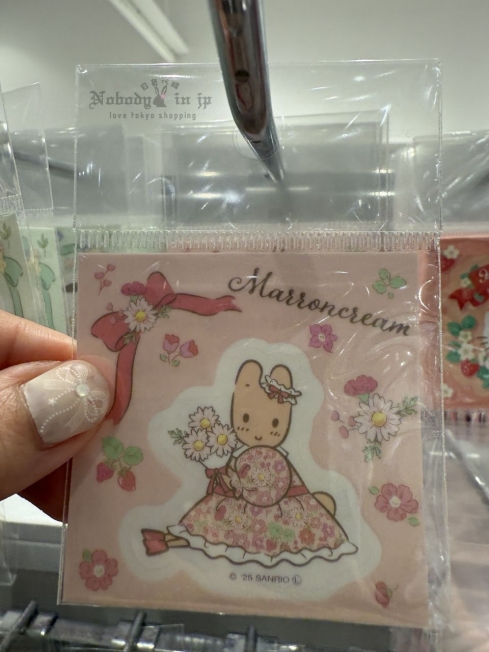 Nobody in jp
love tokyo shopping
Marroncream
© '25 SANRIO Ⓛ